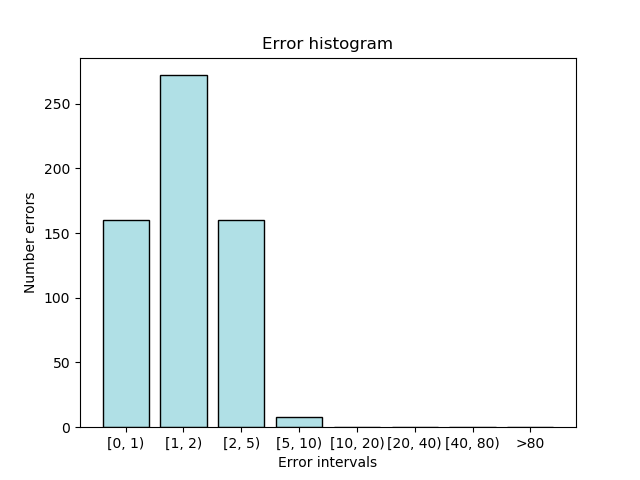 Error histogram
Number errors
250
200
150
100
50
0
[0, 1) [1, 2) [2, 5) [5, 10) [10, 20) [20, 40) [40, 80) >80
Error intervals